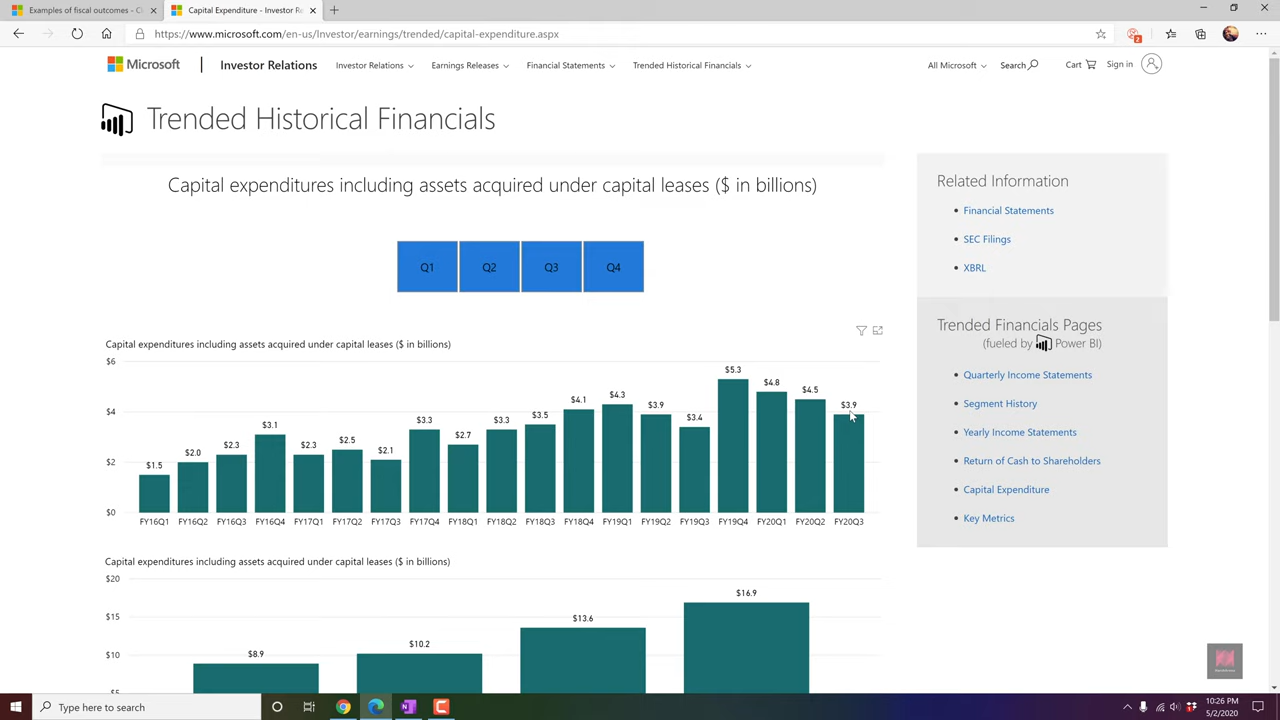 Examples of fiscal outcomes - Cl
Capital Expenditure - Investor Re
https://www.microsoft.com/en-us/Investor/earnings/trended/capital-expenditure.aspx
2
Microsoft
Investor Relations
Investor Relations
Earnings Releases
Financial Statements
Trended Historical Financials
All Microsoft
Search
Cart
Sign in
Trended Historical Financials
Capital expenditures including assets acquired under capital leases ($ in billions)
Q1 Q2 Q3 Q4
Capital expenditures including assets acquired under capital leases ($ in billions)
$6
$4
$2
$0
$1.5 $2.0 $2.3 $3.1 $2.3 $2.5 $2.1 $3.3 $2.7 $3.3 $3.5 $4.1 $4.3 $3.9 $3.4 $5.3 $4.8 $4.5 $3.9
FY16Q1 FY16Q2 FY16Q3 FY16Q4 FY17Q1 FY17Q2 FY17Q3 FY17Q4 FY18Q1 FY18Q2 FY18Q3 FY18Q4 FY19Q1 FY19Q2 FY19Q3 FY19Q4 FY20Q1 FY20Q2 FY20Q3
Capital expenditures including assets acquired under capital leases ($ in billions)
$20
$15
$10
$5
$8.9 $10.2 $13.6 $16.9
Related Information
Financial Statements
SEC Filings
XBRL
Trended Financials Pages
(fueled by Power BI)
Quarterly Income Statements
Segment History
Yearly Income Statements
Return of Cash to Shareholders
Capital Expenditure
Key Metrics
Type here to search
10:26 PM
5/2/2020